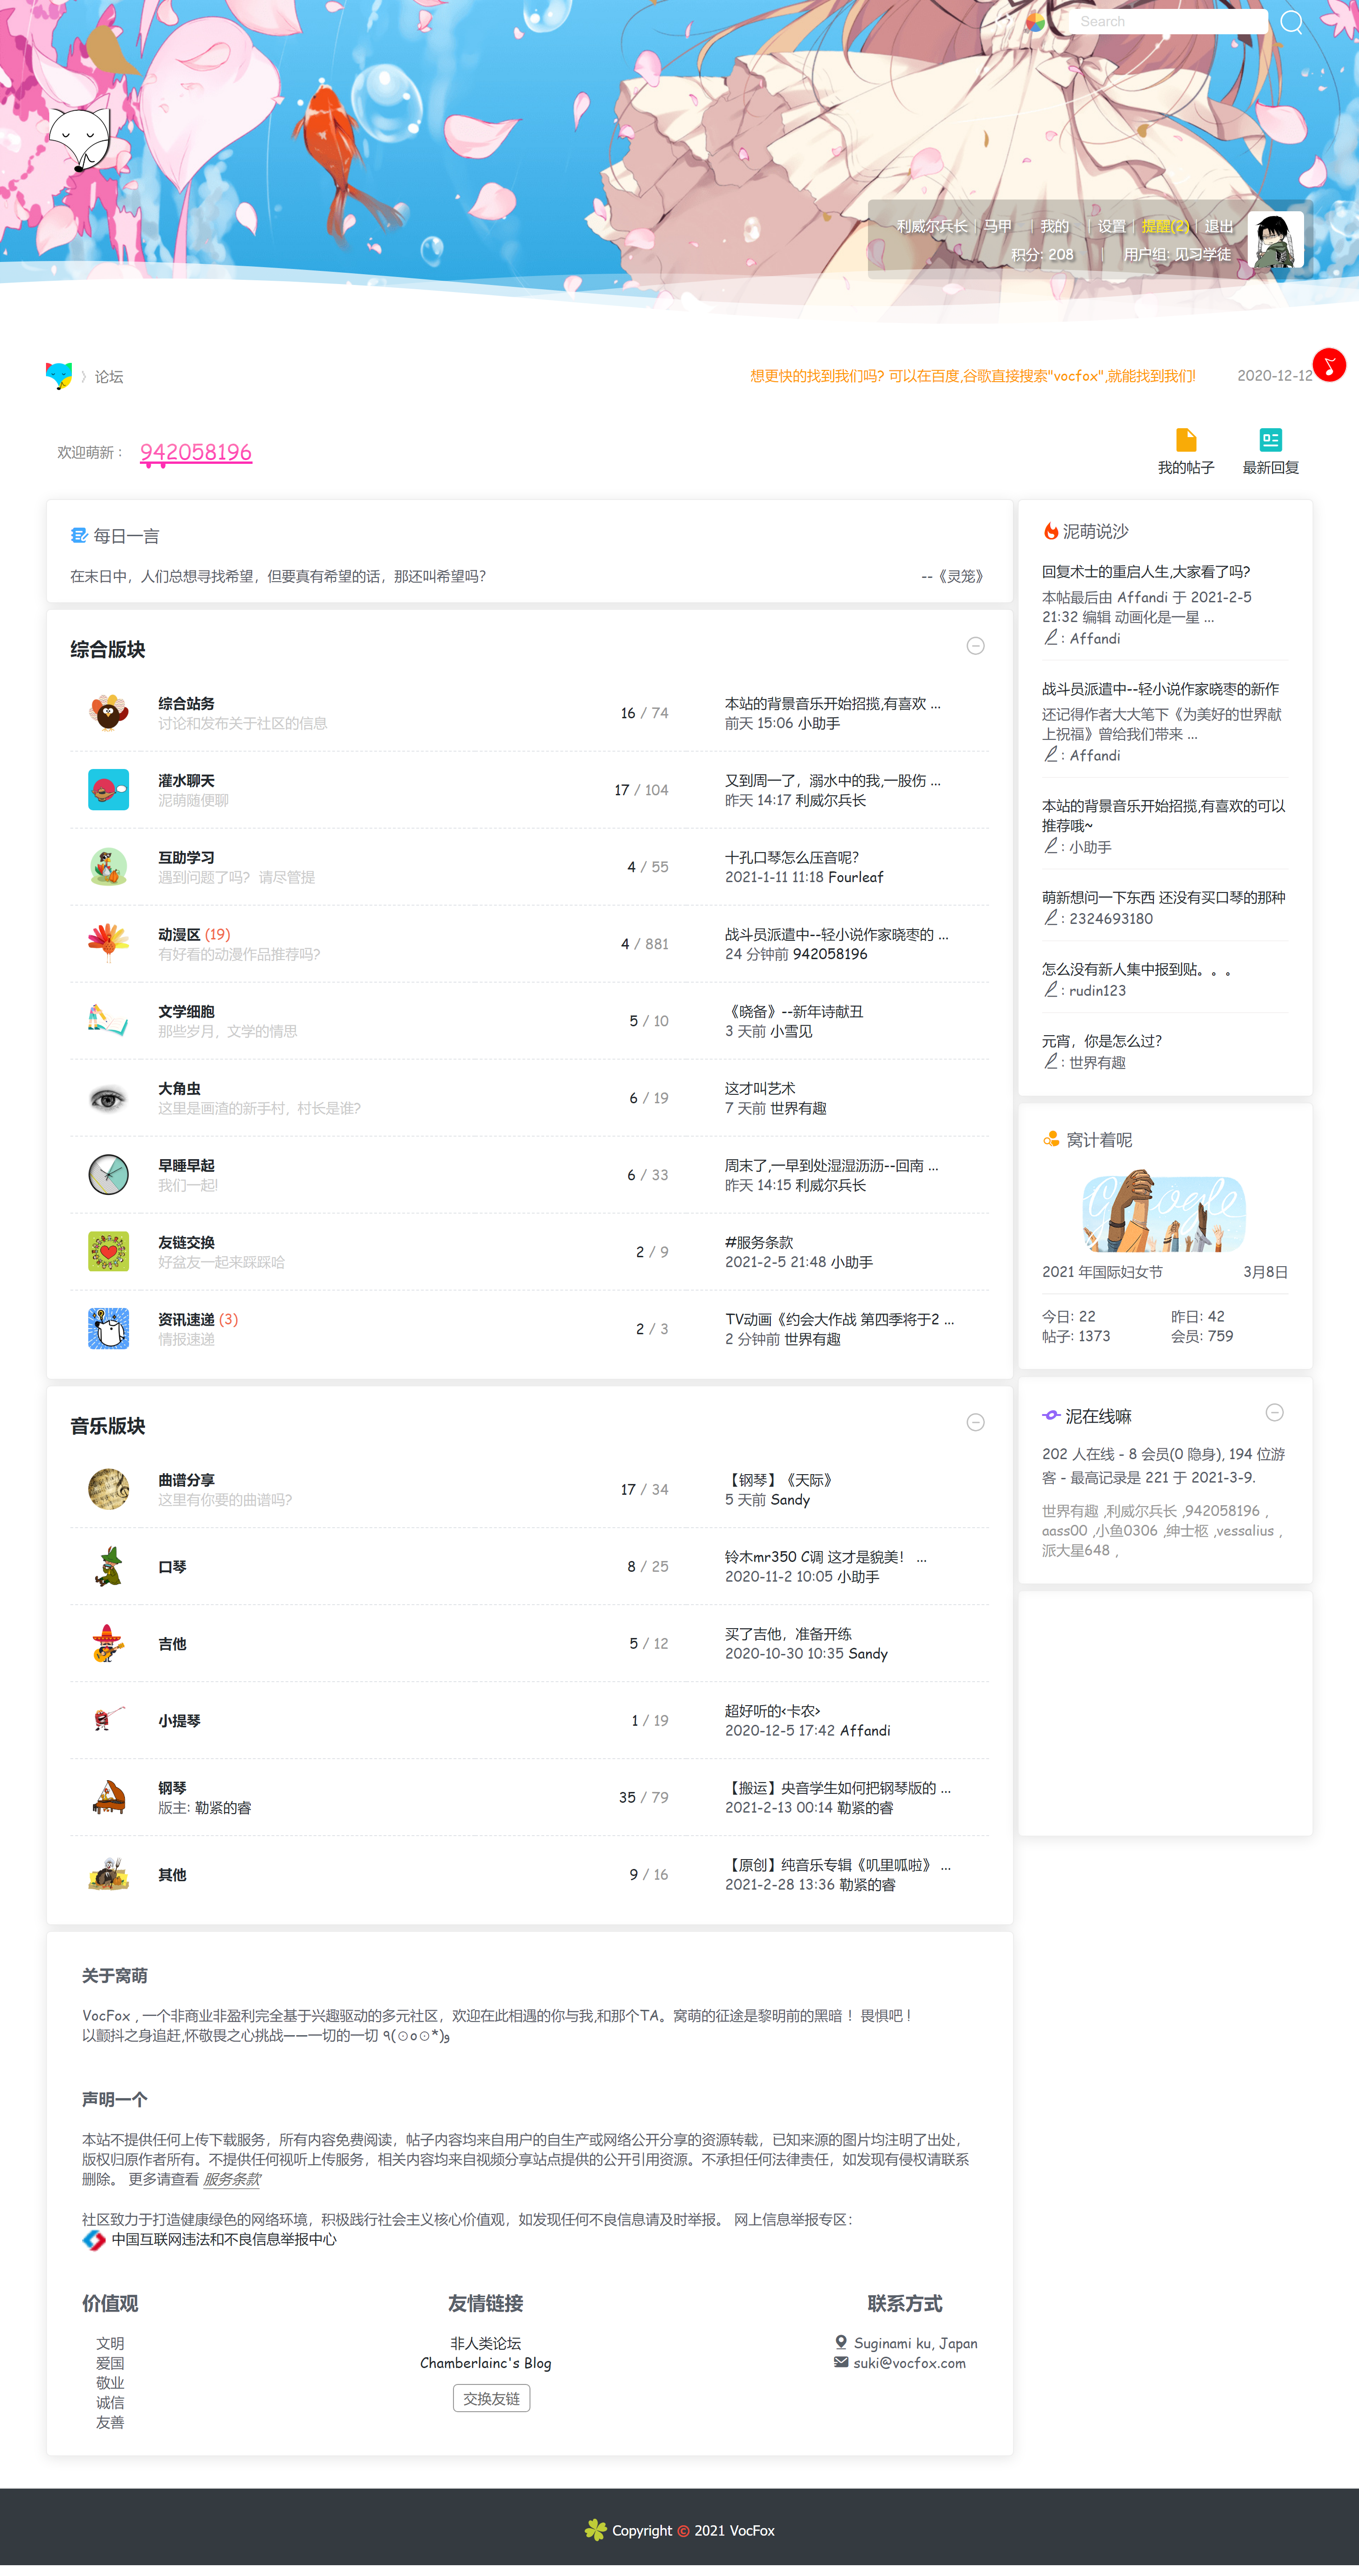 Search
利威尔兵长 | 马甲 | 我的 | 设置 | 提醒(2) | 退出
积分: 208 | 用户组: 见习学徒
〉论坛
想更快的找到我们吗? 可以在百度,谷歌直接搜索"vocfox",就能找到我们!
2020-12-12
欢迎萌新：
942058196
我的帖子
最新回复
每日一言
在末日中，人们总想寻找希望，但要真有希望的话，那还叫希望吗？
--《灵笼》
综合版块
综合站务
讨论和发布关于社区的信息
16 / 74
本站的背景音乐开始招揽,有喜欢 ...
前天 15:06 小助手
灌水聊天
泥萌随便聊
17 / 104
又到周一了，溺水中的我,一股伤 ...
昨天 14:17 利威尔兵长
互助学习
遇到问题了吗？请尽管提
4 / 55
十孔口琴怎么压音呢?
2021-1-11 11:18 Fourleaf
动漫区 (19)
有好看的动漫作品推荐吗?
4 / 881
战斗员派遣中--轻小说作家晓枣的 ...
24 分钟前 942058196
文学细胞
那些岁月，文学的情思
5 / 10
《晓备》--新年诗献丑
3 天前 小雪见
大角虫
这里是画渣的新手村，村长是谁?
6 / 19
这才叫艺术
7 天前 世界有趣
早睡早起
我们一起!
6 / 33
周末了,一早到处湿湿沥沥--回南 ...
昨天 14:15 利威尔兵长
友链交换
好盆友一起来踩踩哈
2 / 9
#服务条款
2021-2-5 21:48 小助手
资讯速递 (3)
情报速递
2 / 3
TV动画《约会大作战 第四季将于2 ...
2 分钟前 世界有趣
音乐版块
曲谱分享
这里有你要的曲谱吗?
17 / 34
【钢琴】《天际》
5 天前 Sandy
口琴
8 / 25
铃木mr350 C调 这才是貌美！ ...
2020-11-2 10:05 小助手
吉他
5 / 12
买了吉他，准备开练
2020-10-30 10:35 Sandy
小提琴
1 / 19
超好听的<卡农>
2020-12-5 17:42 Affandi
钢琴
版主: 勒紧的睿
35 / 79
【搬运】央音学生如何把钢琴版的 ...
2021-2-13 00:14 勒紧的睿
其他
9 / 16
【原创】纯音乐专辑《叽里呱啦》 ...
2021-2-28 13:36 勒紧的睿
关于窝萌
VocFox , 一个非商业非盈利完全基于兴趣驱动的多元社区，欢迎在此相遇的你与我,和那个TA。窝萌的征途是黎明前的黑暗！畏惧吧！
以颤抖之身追赶,怀敬畏之心挑战——一切的一切 ٩(⊙o⊙*)و
声明一个
本站不提供任何上传下载服务，所有内容免费阅读，帖子内容均来自用户的自生产或网络公开分享的资源转载，已知来源的图片均注明了出处，
版权归原作者所有。不提供任何视听上传服务，相关内容均来自视频分享站点提供的公开引用资源。不承担任何法律责任，如发现有侵权请联系
删除。 更多请查看 服务条款
社区致力于打造健康绿色的网络环境，积极践行社会主义核心价值观，如发现任何不良信息请及时举报。 网上信息举报专区：
中国互联网违法和不良信息举报中心
价值观
文明
爱国
敬业
诚信
友善
友情链接
非人类论坛
Chamberlainc's Blog
交换友链
联系方式
Suginami ku, Japan
suki@vocfox.com
泥萌说沙
回复术士的重启人生,大家看了吗?
本帖最后由 Affandi 于 2021-2-5
21:32 编辑 动画化是一星 ...
: Affandi
战斗员派遣中--轻小说作家晓枣的新作
还记得作者大大笔下《为美好的世界献
上祝福》曾给我们带来 ...
: Affandi
本站的背景音乐开始招揽,有喜欢的可以
推荐哦~
: 小助手
萌新想问一下东西 还没有买口琴的那种
: 2324693180
怎么没有新人集中报到贴。。。
: rudin123
元宵，你是怎么过?
: 世界有趣
窝计着呢
Google
2021 年国际妇女节
3月8日
今日: 22
昨日: 42
帖子: 1373
会员: 759
泥在线嘛
202 人在线 - 8 会员(0 隐身), 194 位游
客 - 最高记录是 221 于 2021-3-9.
世界有趣 ,利威尔兵长 ,942058196 ,
aass00 ,小鱼0306 ,绅士柩 ,vessalius ,
派大星648 ,
Copyright © 2021 VocFox